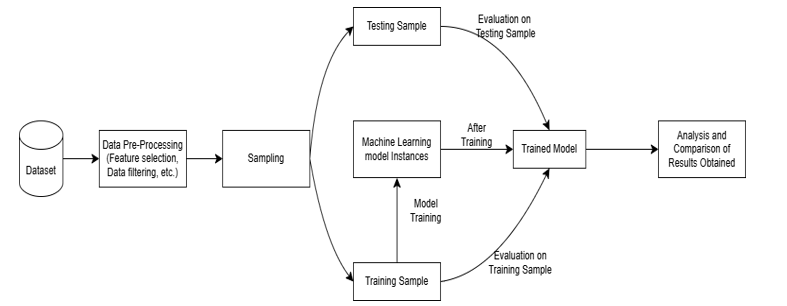 Testing Sample
Evaluation on
Testing Sample
Dataset
Data Pre-Processing
(Feature selection,
Data filtering, etc.)
Sampling
Machine Learning
model Instances
After
Training
Trained Model
Analysis and
Comparison of
Results Obtained
Model
Training
Training Sample
Evaluation on
Training Sample